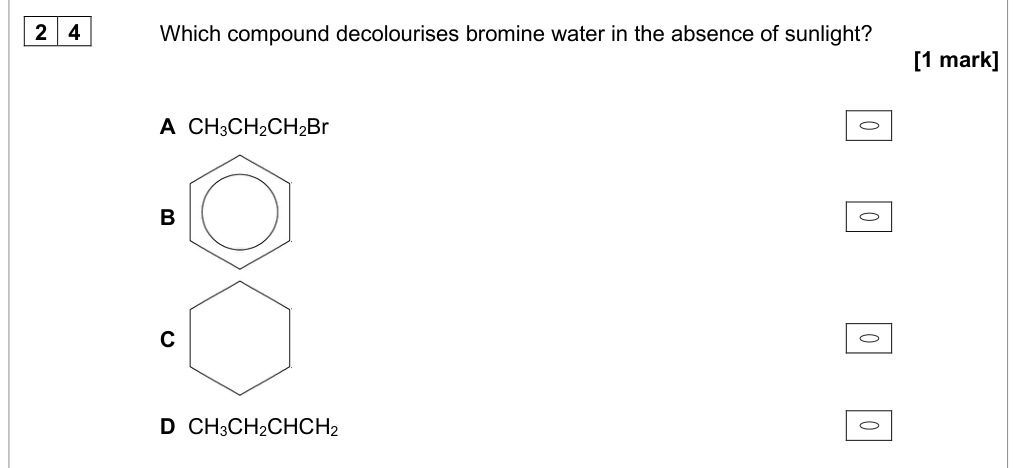 2 4 Which compound decolourises bromine water in the absence of sunlight?
[1 mark]
A CH₃CH₂CH₂Br
B
C
D CH₃CH₂CHCH₂